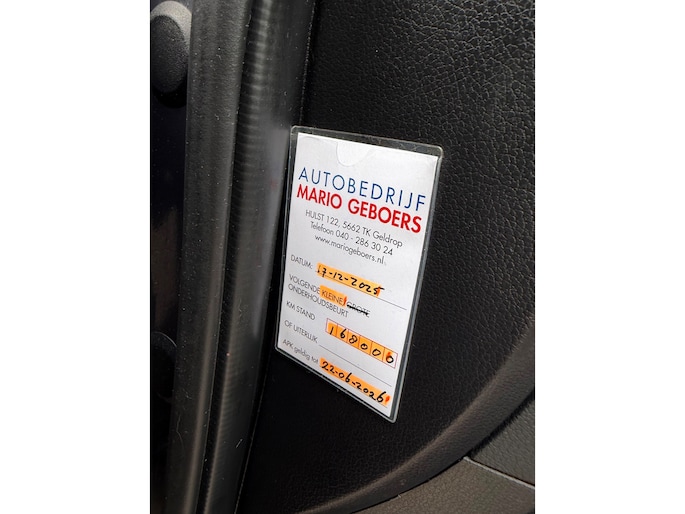 AUTOBEDRIJF
MARIO GEBOERS
HULST 122, 5662 TK Geldrop
Telefoon 040 - 286 30 24
www.mariogeboers.nl
DATUM: 17-12-2025
VOLGENDE KLEINE! GROTE
ONDERHOUDSBEURT
KM STAND 168000
OF UITERLIJK
APK geldig tot 22-06-2026!